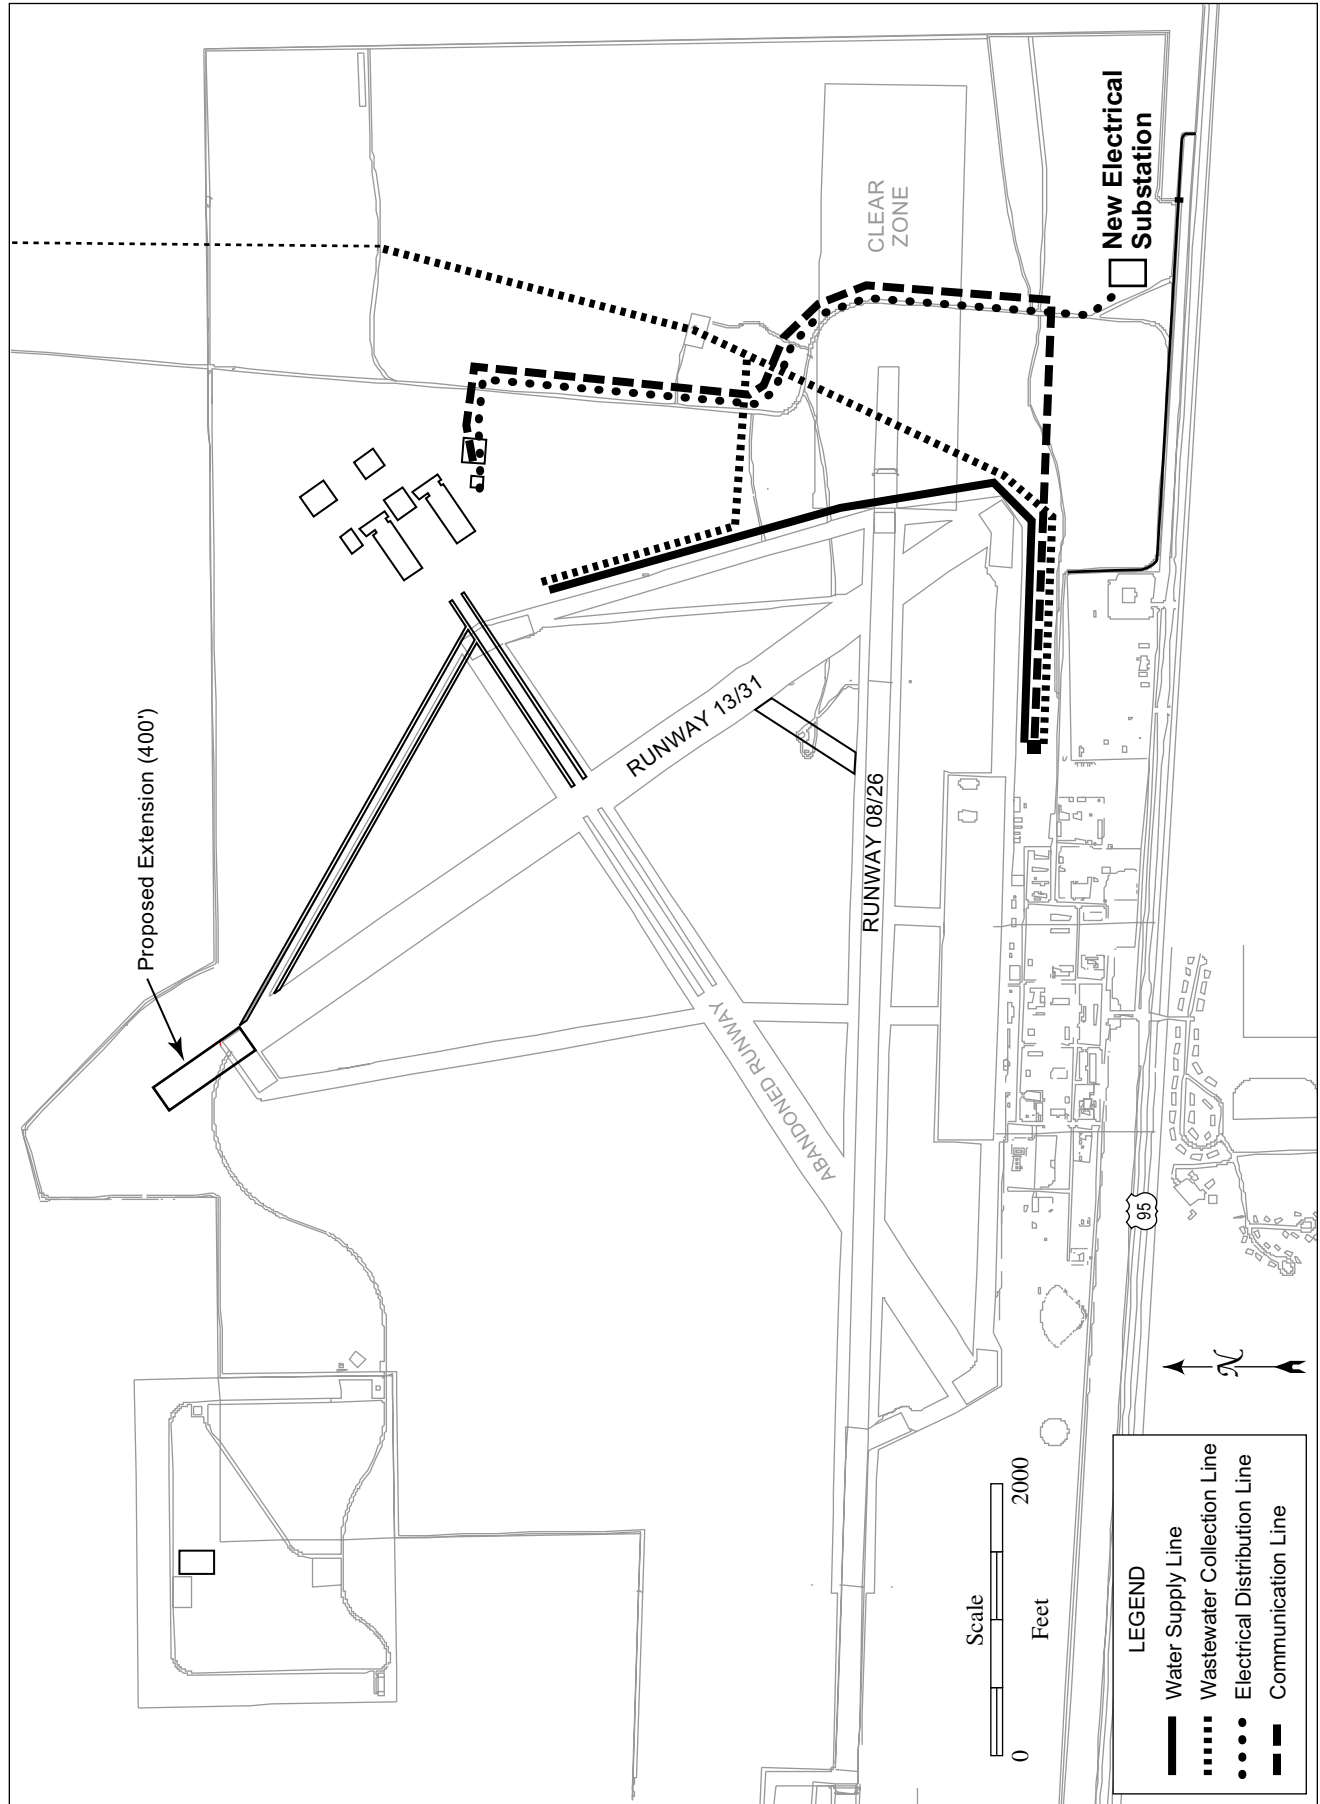 Proposed Extension (400')
RUNWAY 13/31
RUNWAY 08/26
ABANDONED RUNWAY
CLEAR
ZONE
New Electrical
Substation
95
N
Scale
0
2000
Feet
LEGEND
Water Supply Line
Wastewater Collection Line
Electrical Distribution Line
Communication Line